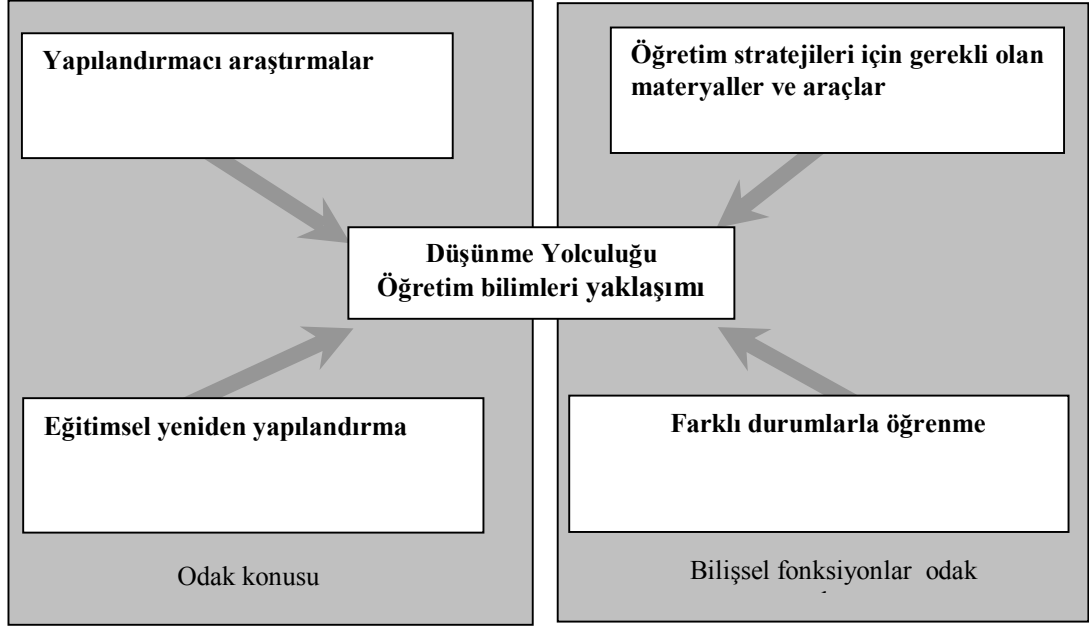 Yapılandırmacı araştırmalar
Öğretim stratejileri için gerekli olan
materyaller ve araçlar
Düşünme Yolculuğu
Öğretim bilimleri yaklaşımı
Eğitimsel yeniden yapılandırma
Farklı durumlarla öğrenme
Odak konusu
Bilişsel fonksiyonlar odak